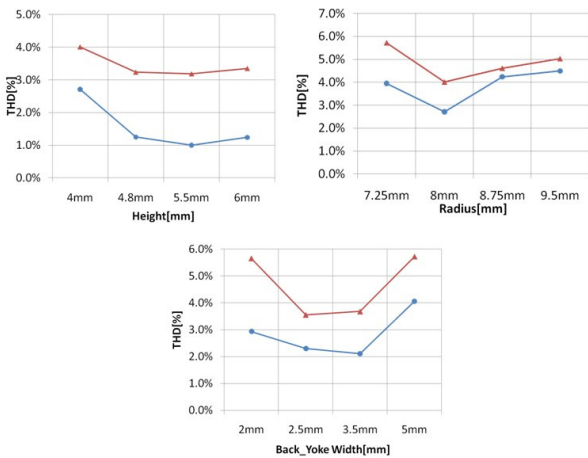 5.0%
4.0%
3.0%
2.0%
1.0%
0.0%
THD[%]
4mm 4.8mm 5.5mm 6mm
Height[mm]
7.0%
6.0%
5.0%
4.0%
3.0%
2.0%
1.0%
0.0%
THD[%]
7.25mm 8mm 8.75mm 9.5mm
Radius[mm]
6.0%
5.0%
4.0%
3.0%
2.0%
1.0%
0.0%
THD[%]
2mm 2.5mm 3.5mm 5mm
Back_Yoke Width[mm]